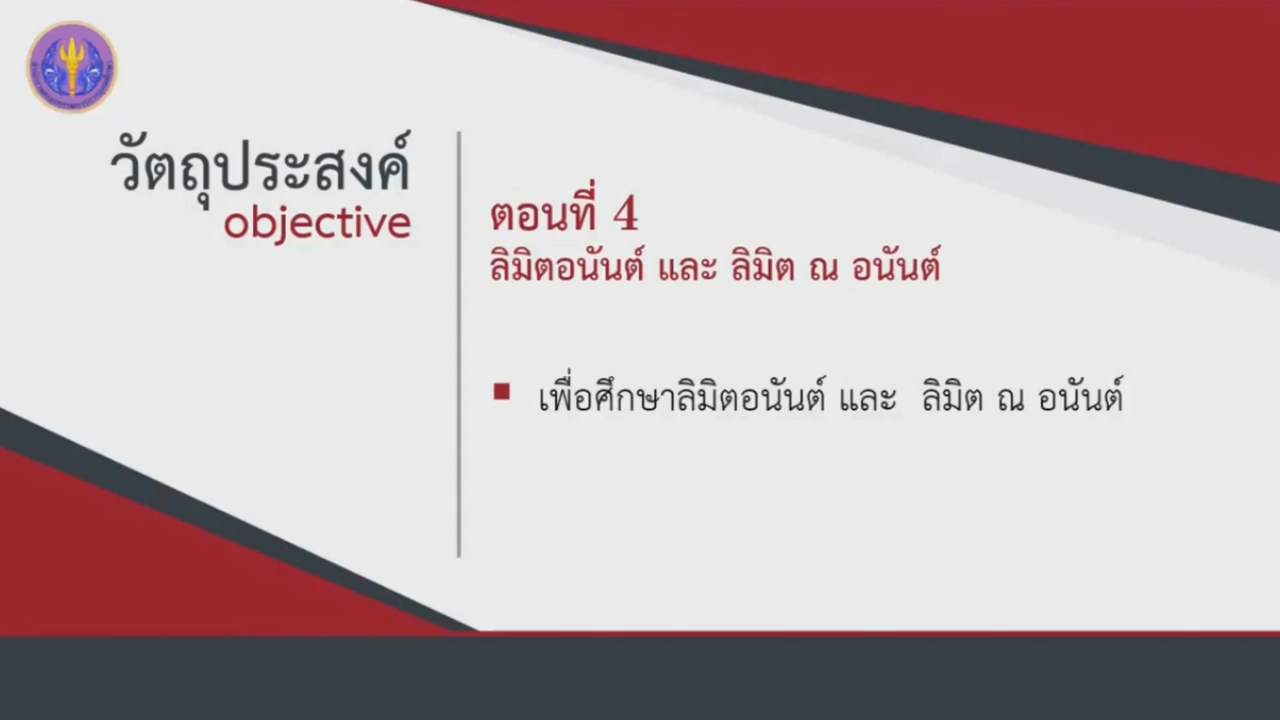 วัตถุประสงค์
objective
ตอนที่ 4
ลิมิตอนันต์ และ ลิมิต ณ อนันต์
▪ เพื่อศึกษาลิมิตอนันต์ และ ลิมิต ณ อนันต์